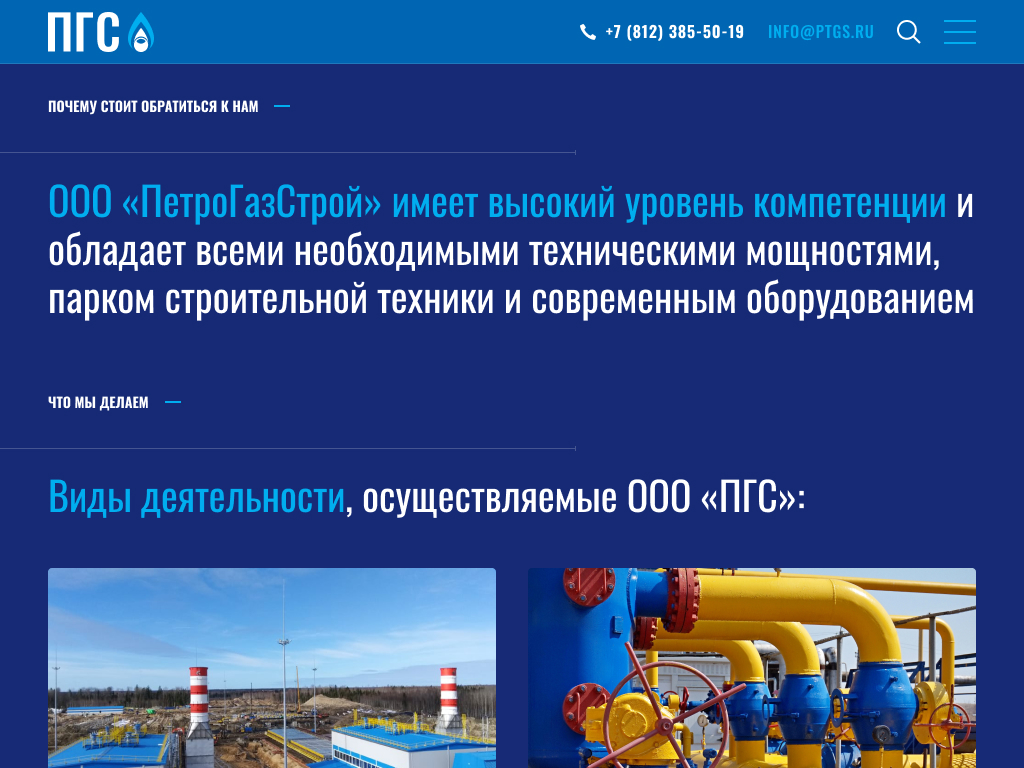 ПГС
+7 (812) 385-50-19
INFO@PTGS.RU
ПОЧЕМУ СТОИТ ОБРАТИТЬСЯ К НАМ
ООО «ПетроГазСтрой» имеет высокий уровень компетенции и
обладает всеми необходимыми техническими мощностями,
парком строительной техники и современным оборудованием
ЧТО МЫ ДЕЛАЕМ
Виды деятельности, осуществляемые ООО «ПГС»: